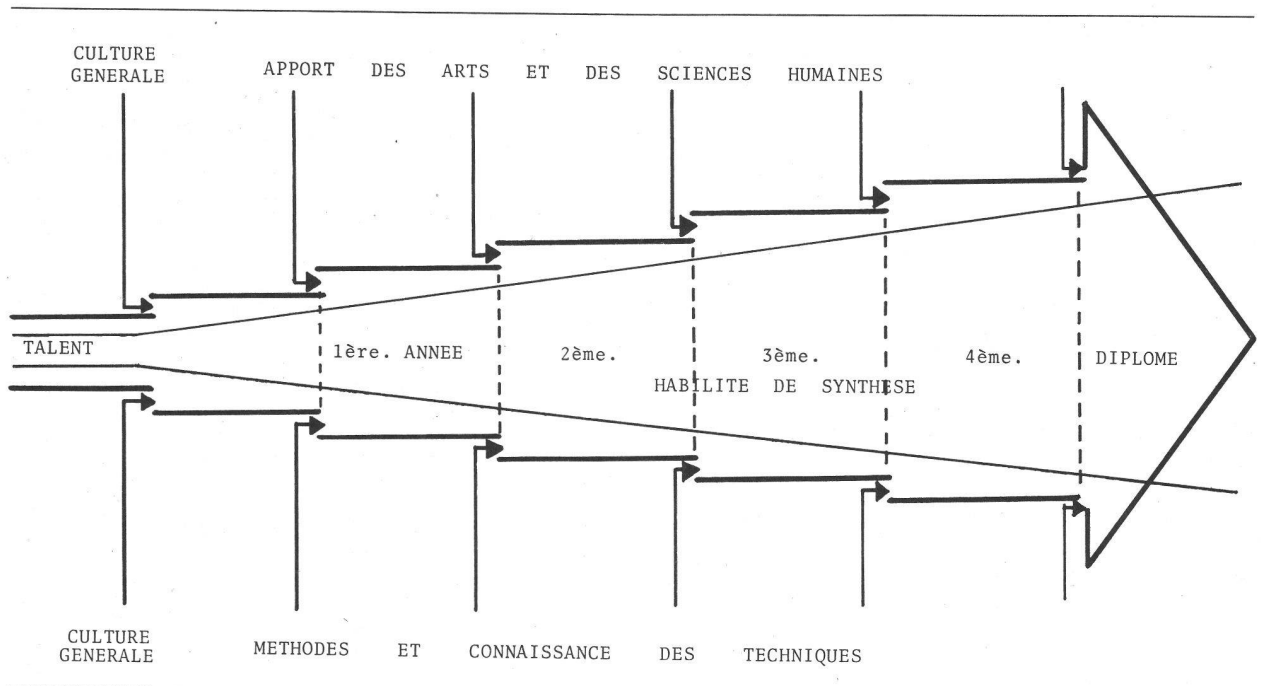 CULTURE
GENERALE
APPORT DES ARTS ET DES SCIENCES HUMAINES
TALENT
1ère. ANNEE
2ème.
3ème.
4ème.
DIPLOME
HABILITE DE SYNTHESE
CULTURE
GENERALE
METHODES ET CONNAISSANCE DES TECHNIQUES